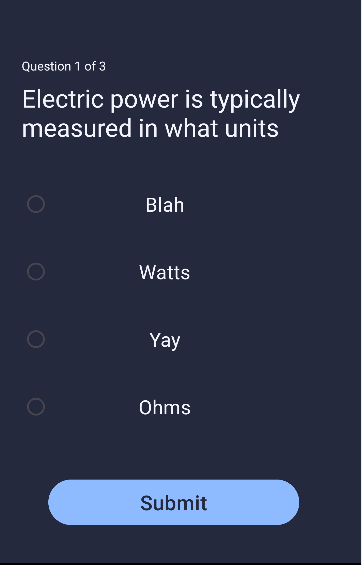 Question 1 of 3
Electric power is typically
measured in what units
Blah
Watts
Yay
Ohms
Submit